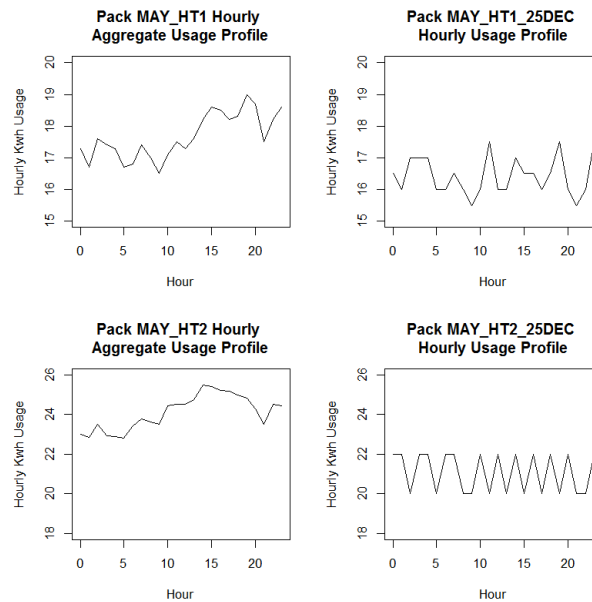 Pack MAY_HT1 Hourly
Aggregate Usage Profile
Hourly Kwh Usage
20
19
18
17
16
15
0 5 10 15 20
Hour
Pack MAY_HT1_25DEC
Hourly Usage Profile
Hourly Kwh Usage
20
19
18
17
16
15
0 5 10 15 20
Hour
Pack MAY_HT2 Hourly
Aggregate Usage Profile
Hourly Kwh Usage
26
24
22
20
18
0 5 10 15 20
Hour
Pack MAY_HT2_25DEC
Hourly Usage Profile
Hourly Kwh Usage
26
24
22
20
18
0 5 10 15 20
Hour